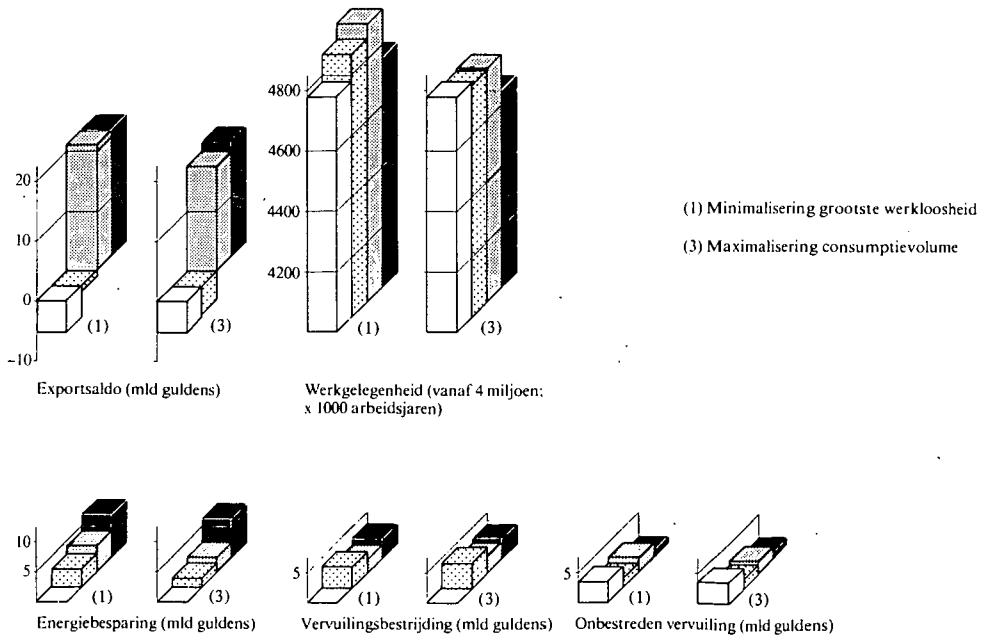 4800
4600
4400
4200
20
10
0
-10
(1)
(3)
(1)
(3)
(1) Minimalisering grootste werkloosheid
(3) Maximalisering consumptievolume
Exportsaldo (mld guldens)
Werkgelegenheid (vanaf 4 miljoen;
x 1000 arbeidsjaren)
10
5
(1)
(3)
5
(1)
(3)
5
(1)
(3)
Energiebesparing (mld guldens)
Vervuilingsbestrijding (mld guldens)
Onbestreden vervuiling (mld guldens)